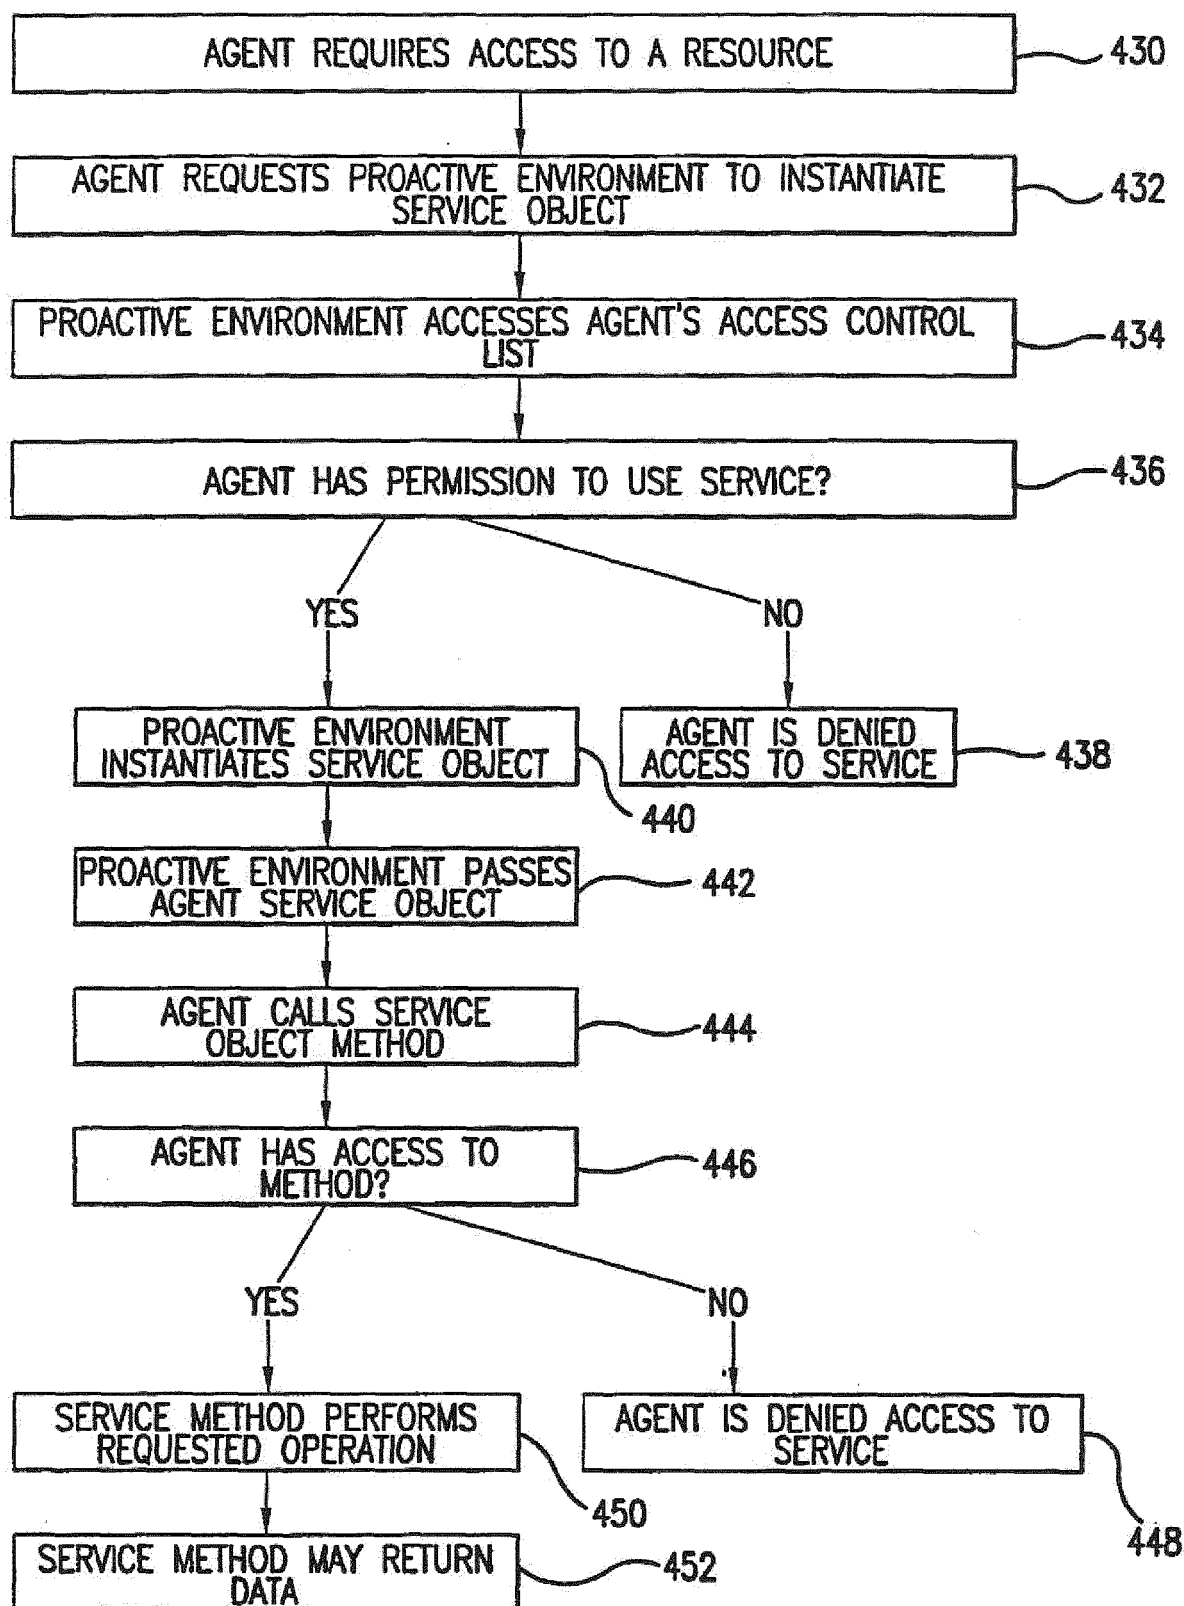 AGENT REQUIRES ACCESS TO A RESOURCE
430
AGENT REQUESTS PROACTIVE ENVIRONMENT TO INSTANTIATE
SERVICE OBJECT
432
PROACTIVE ENVIRONMENT ACCESSES AGENT'S ACCESS CONTROL
LIST
434
AGENT HAS PERMISSION TO USE SERVICE?
436
YES
NO
PROACTIVE ENVIRONMENT
INSTANTIATES SERVICE OBJECT
440
AGENT IS DENIED
ACCESS TO SERVICE
438
PROACTIVE ENVIRONMENT PASSES
AGENT SERVICE OBJECT
442
AGENT CALLS SERVICE
OBJECT METHOD
444
AGENT HAS ACCESS TO
METHOD?
446
YES
NO
SERVICE METHOD PERFORMS
REQUESTED OPERATION
450
AGENT IS DENIED ACCESS TO
SERVICE
448
SERVICE METHOD MAY RETURN
DATA
452